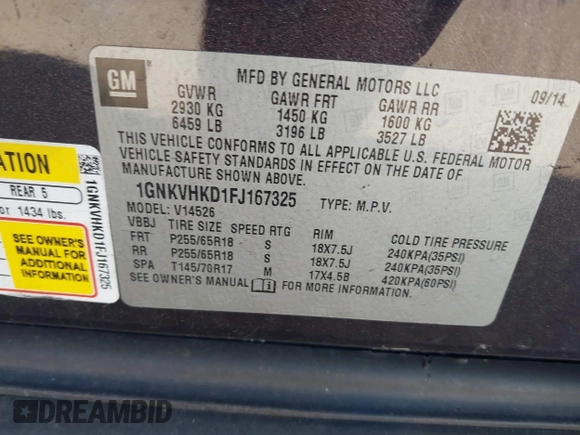 GM
MFD BY GENERAL MOTORS LLC
09/14
GVWR GAWR FRT GAWR RR
2930 KG 1450 KG 1600 KG
6459 LB 3196 LB 3527 LB
THIS VEHICLE CONFORMS TO ALL APPLICABLE U.S. FEDERAL MOTOR
VEHICLE SAFETY STANDARDS IN EFFECT ON THE DATE OF
MANUFACTURE SHOWN ABOVE.
1GNKVHKD1FJ167325 TYPE: M.P.V.
MODEL: V14526
VBBJ TIRE SIZE SPEED RTG RIM COLD TIRE PRESSURE
FRT P255/65R18 S 18X7.5J 240KPA(35PSI)
RR P255/65R18 S 18X7.5J 240KPA(35PSI)
SPA T145/70R17 M 17X4.5B 420KPA(60PSI)
SEE OWNER'S MANUAL FOR MORE INFORMATION.
ATION
REAR 5
or 1434 lbs.
SEE OWNER'S
MANUAL FOR
ADDITIONAL
INFORMATION
1GNKVHKD1FJ167325
DREAMBID